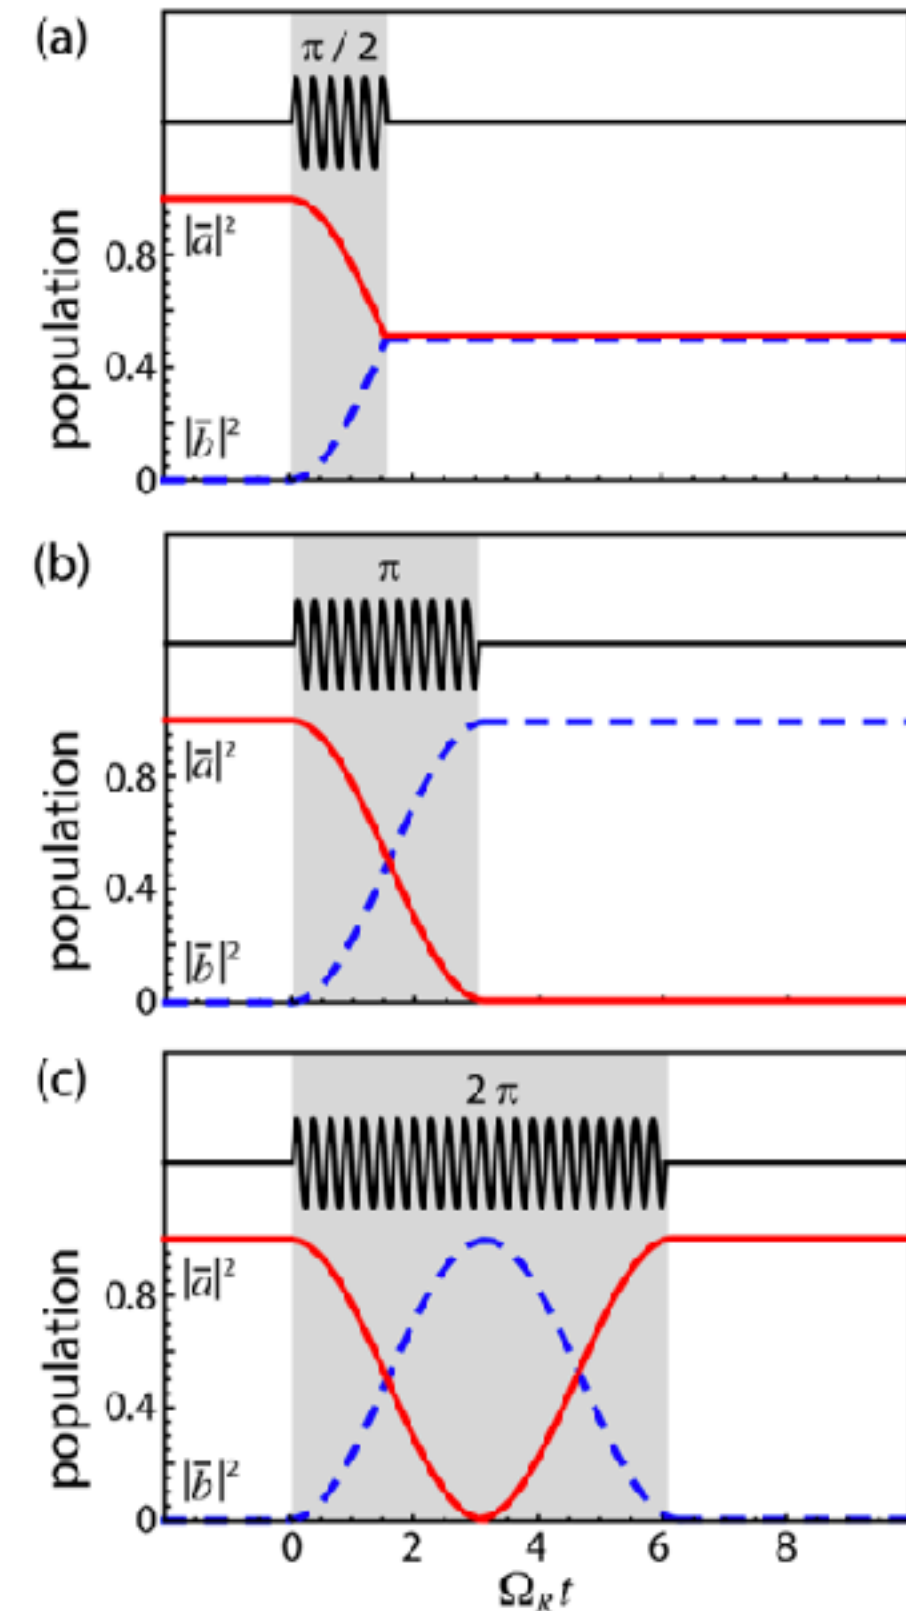 (a)
π / 2
population
0.8
0.4
0
|ā|²
|b̄|²
(b)
π
population
0.8
0.4
0
|ā|²
|b̄|²
(c)
2 π
population
0.8
0.4
0
|ā|²
|b̄|²
0 2 4 6 8
Ω_R t